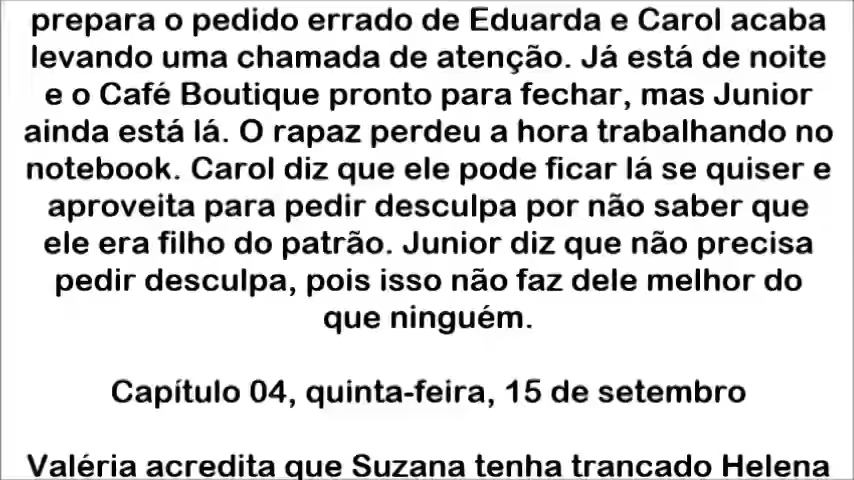 prepara o pedido errado de Eduarda e Carol acaba
levando uma chamada de atenção. Já está de noite
e o Café Boutique pronto para fechar, mas Junior
ainda está lá. O rapaz perdeu a hora trabalhando no
notebook. Carol diz que ele pode ficar lá se quiser e
aproveita para pedir desculpa por não saber que
ele era filho do patrão. Junior diz que não precisa
pedir desculpa, pois isso não faz dele melhor do
que ninguém.
Capítulo 04, quinta-feira, 15 de setembro
Valéria acredita que Suzana tenha trancado Helena